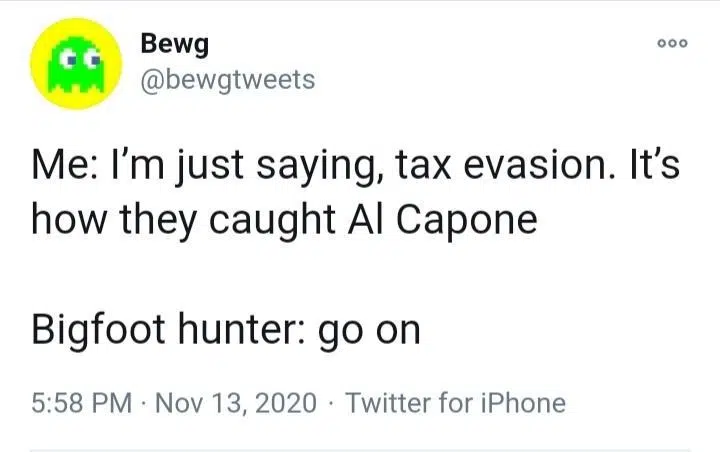 Bewg
@bewgtweets
Me: I’m just saying, tax evasion. It’s
how they caught Al Capone
Bigfoot hunter: go on
5:58 PM · Nov 13, 2020 · Twitter for iPhone